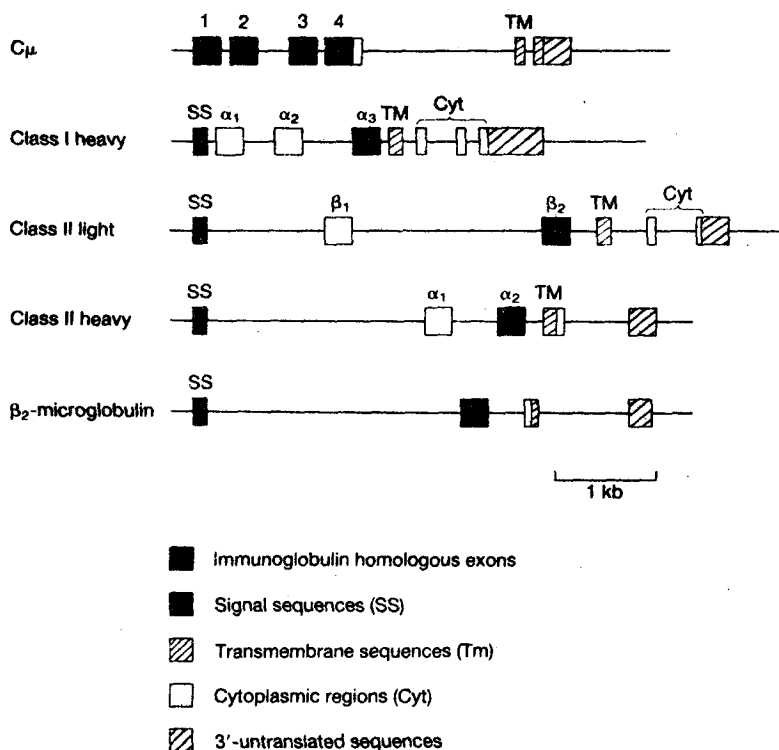 1 2 3 4 TM
Cμ
SS α₁ α₂ α₃ TM Cyt
Class I heavy
SS β₁ β₂ TM Cyt
Class II light
SS α₁ α₂ TM
Class II heavy
SS
β₂-microglobulin
1 kb
Immunoglobulin homologous exons
Signal sequences (SS)
Transmembrane sequences (Tm)
Cytoplasmic regions (Cyt)
3′-untranslated sequences